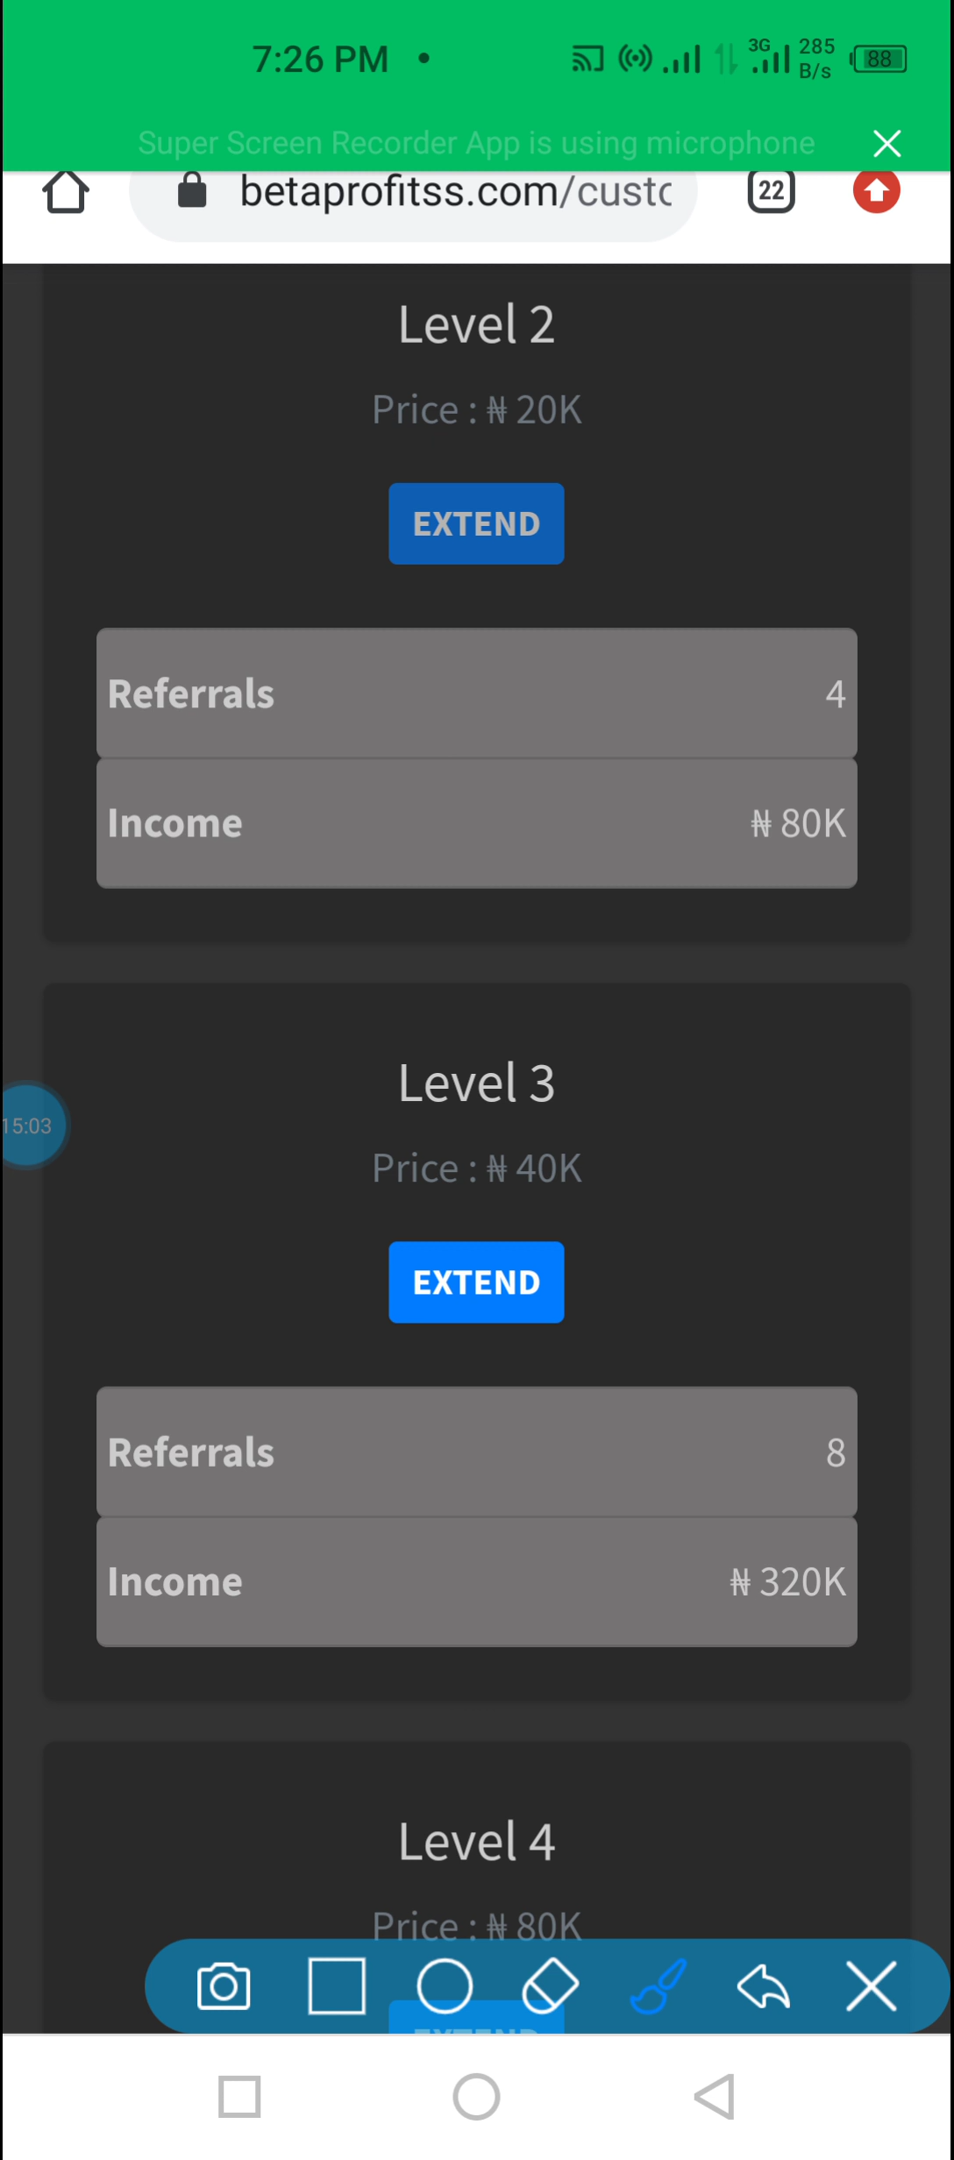 7:26 PM •
3G
285 B/s
88
Super Screen Recorder App is using microphone
betaprofitss.com/custc
22
Level 2
Price : ₦ 20K
EXTEND
Referrals 4
Income ₦ 80K
Level 3
15:03
Price : ₦ 40K
EXTEND
Referrals 8
Income ₦ 320K
Level 4
Price : ₦ 80K
EXTEND